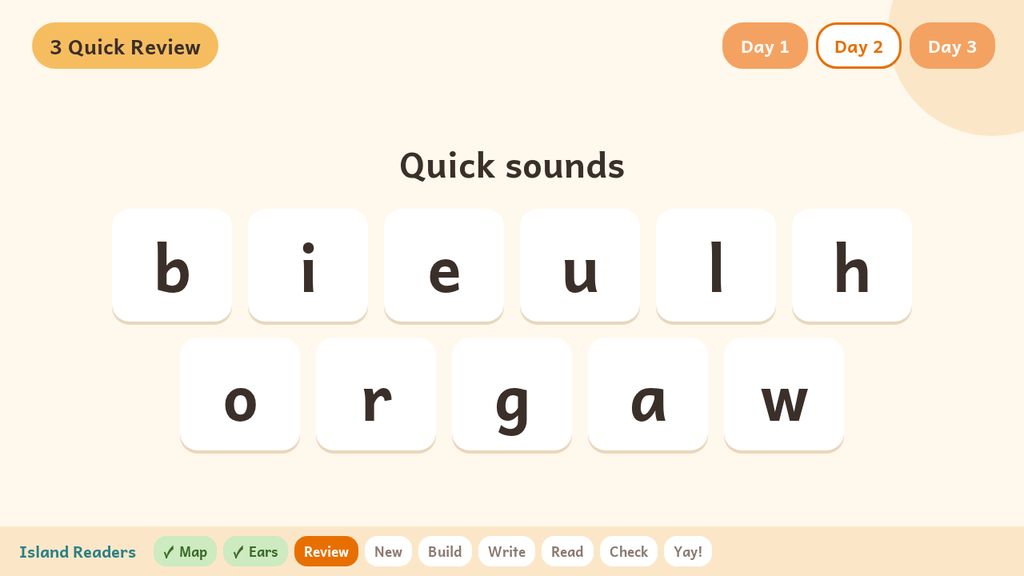 3 Quick Review
Day 1 Day 2 Day 3
Quick sounds
b i e u l h
o r g a w
Island Readers ✓ Map ✓ Ears Review New Build Write Read Check Yay!